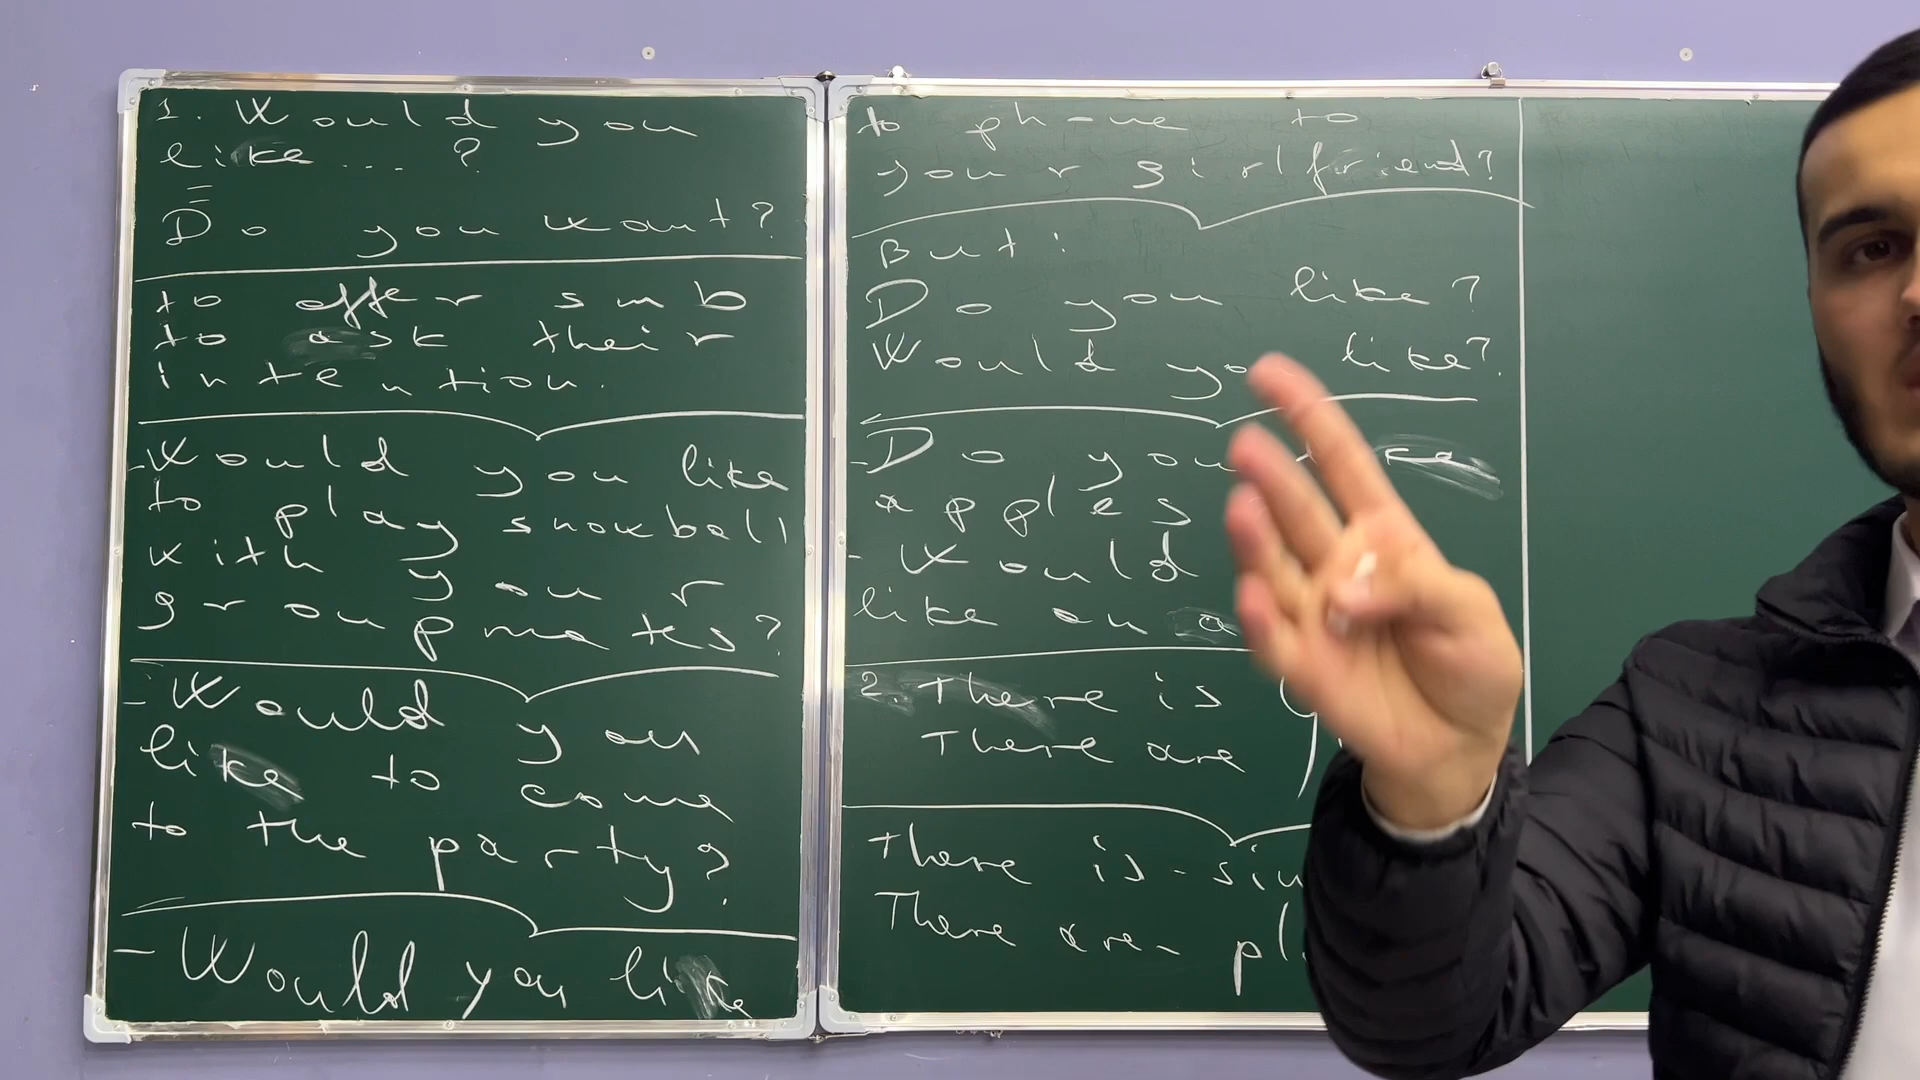 1. Would you
like ... ?
=
Do you want?
to offer smb
to ask their
intention.
- Would you like
to play snowball
with your
groupmates?
- Would you
like to come
to the party?
- Would you like
to phone to
your girlfriend?
But:
Do you like?
Would you like?
- Do you
apples
- Would
like an
2. There is
There are
There is - sin
There are - pl